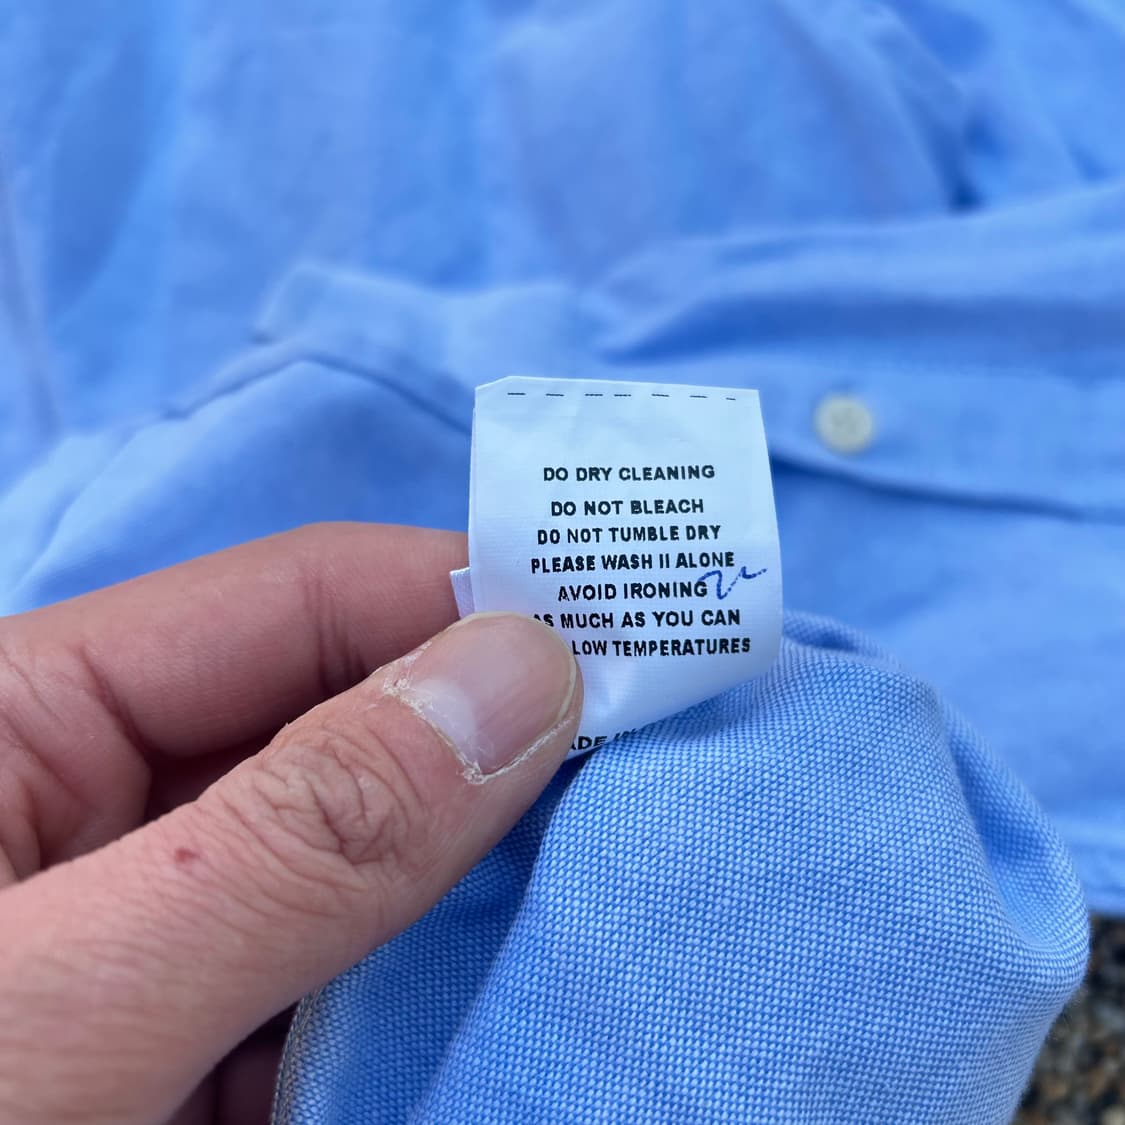 DO DRY CLEANING
DO NOT BLEACH
DO NOT TUMBLE DRY
PLEASE WASH II ALONE
AVOID IRONING
AS MUCH AS YOU CAN
LOW TEMPERATURES